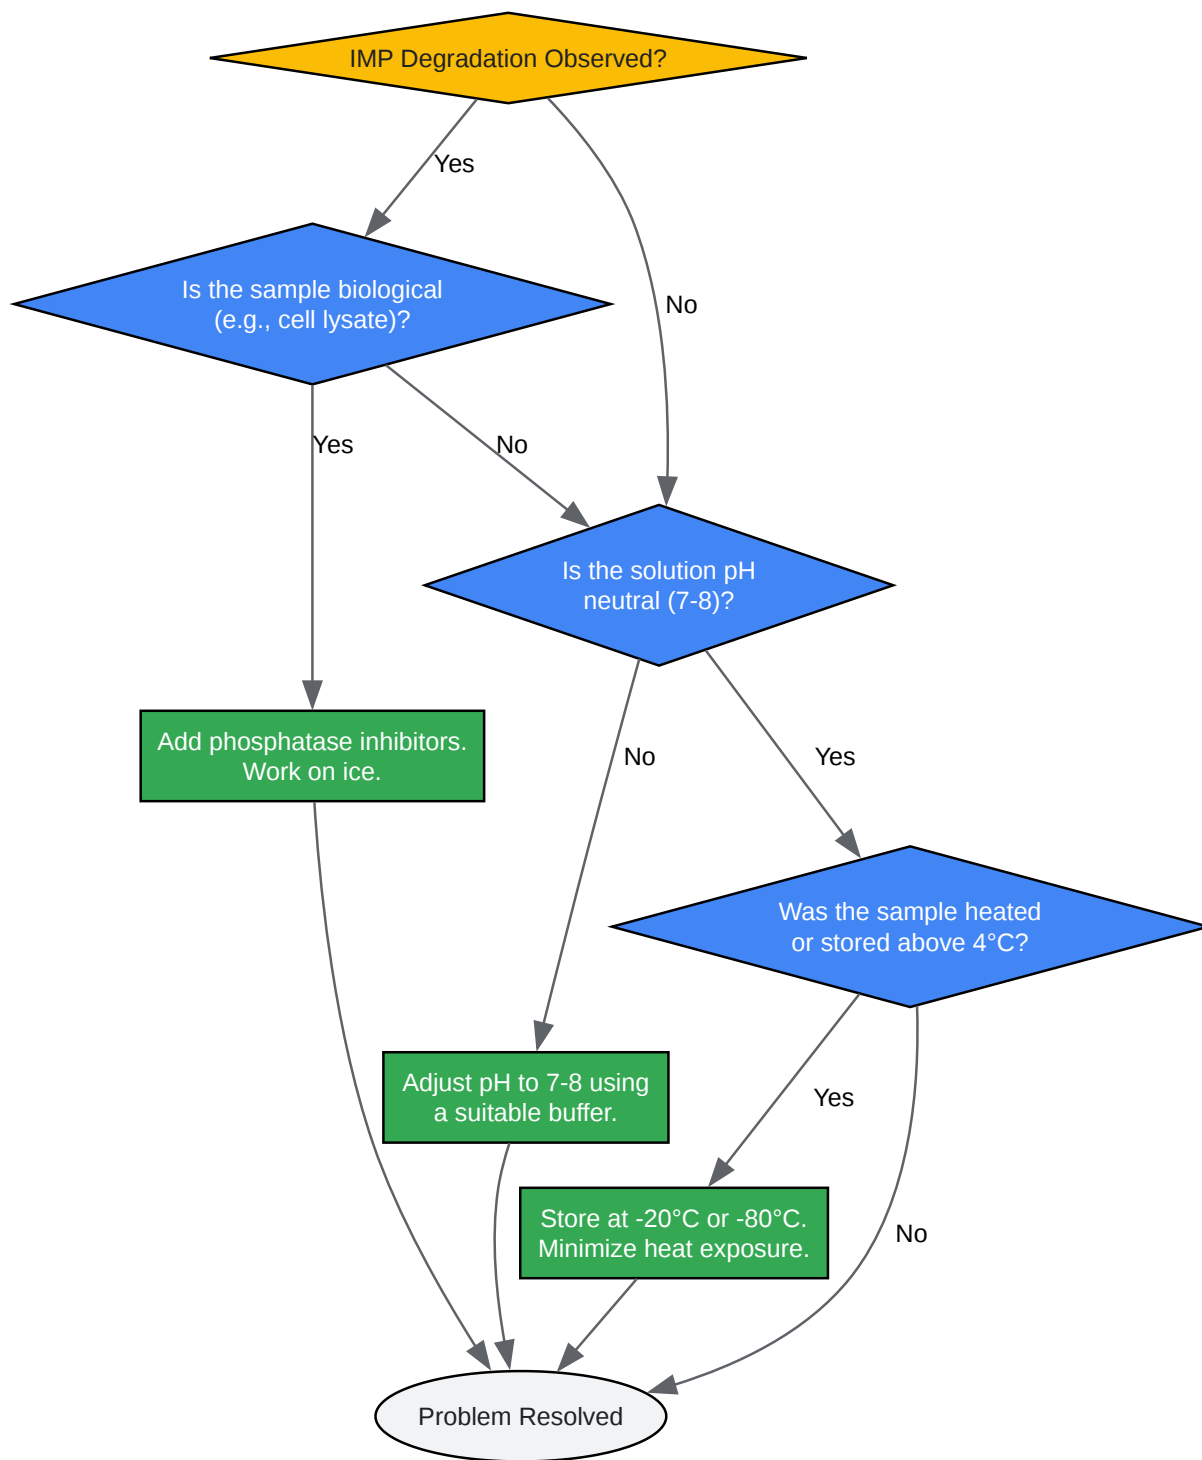 IMP Degradation Observed?
Yes
Is the sample biological
(e.g., cell lysate)?
No
Yes
No
Is the solution pH
neutral (7-8)?
Add phosphatase inhibitors.
Work on ice.
No
Yes
Was the sample heated
or stored above 4°C?
Adjust pH to 7-8 using
a suitable buffer.
Yes
Store at -20°C or -80°C.
Minimize heat exposure.
No
Problem Resolved